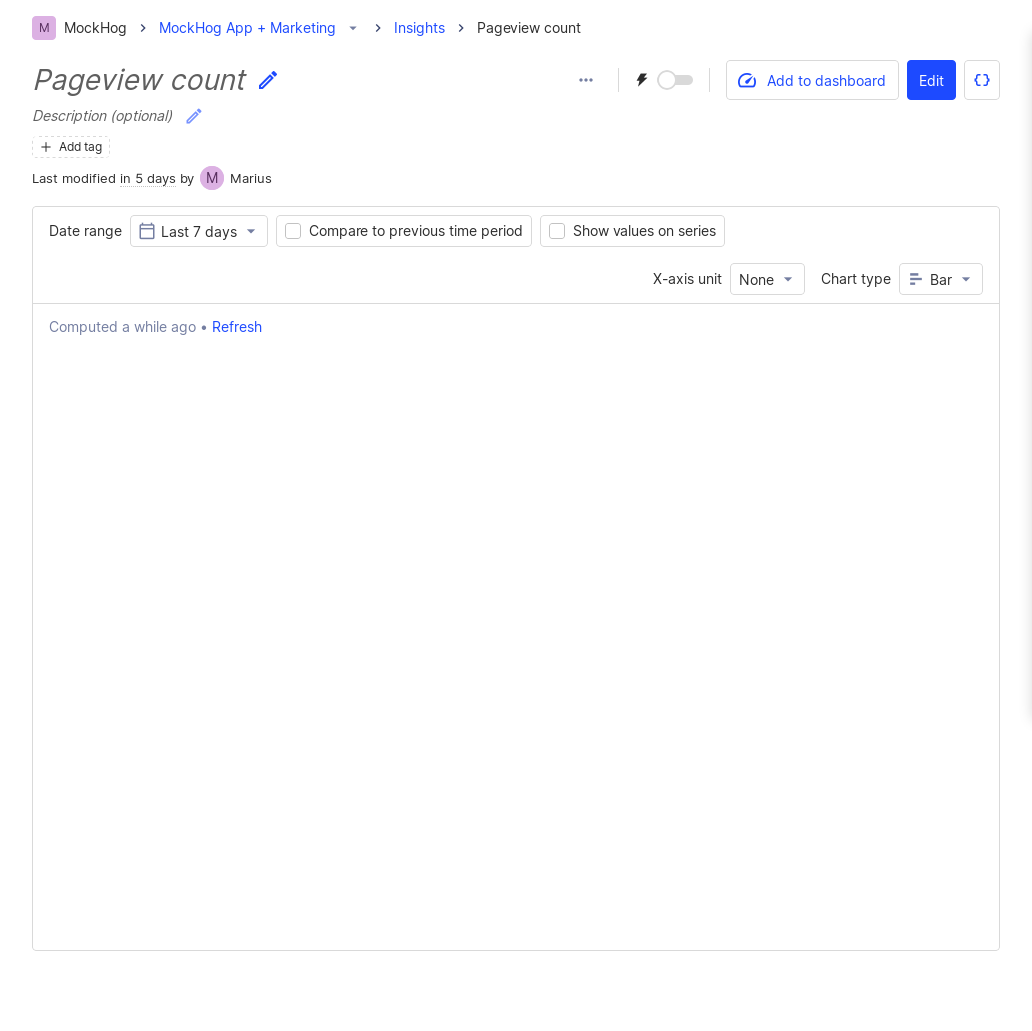 M MockHog MockHog App + Marketing Insights Pageview count
Pageview count
Add to dashboard Edit
Description (optional)
Add tag
Last modified in 5 days by M Marius
Date range Last 7 days Compare to previous time period Show values on series
X-axis unit None Chart type Bar
Computed a while ago • Refresh